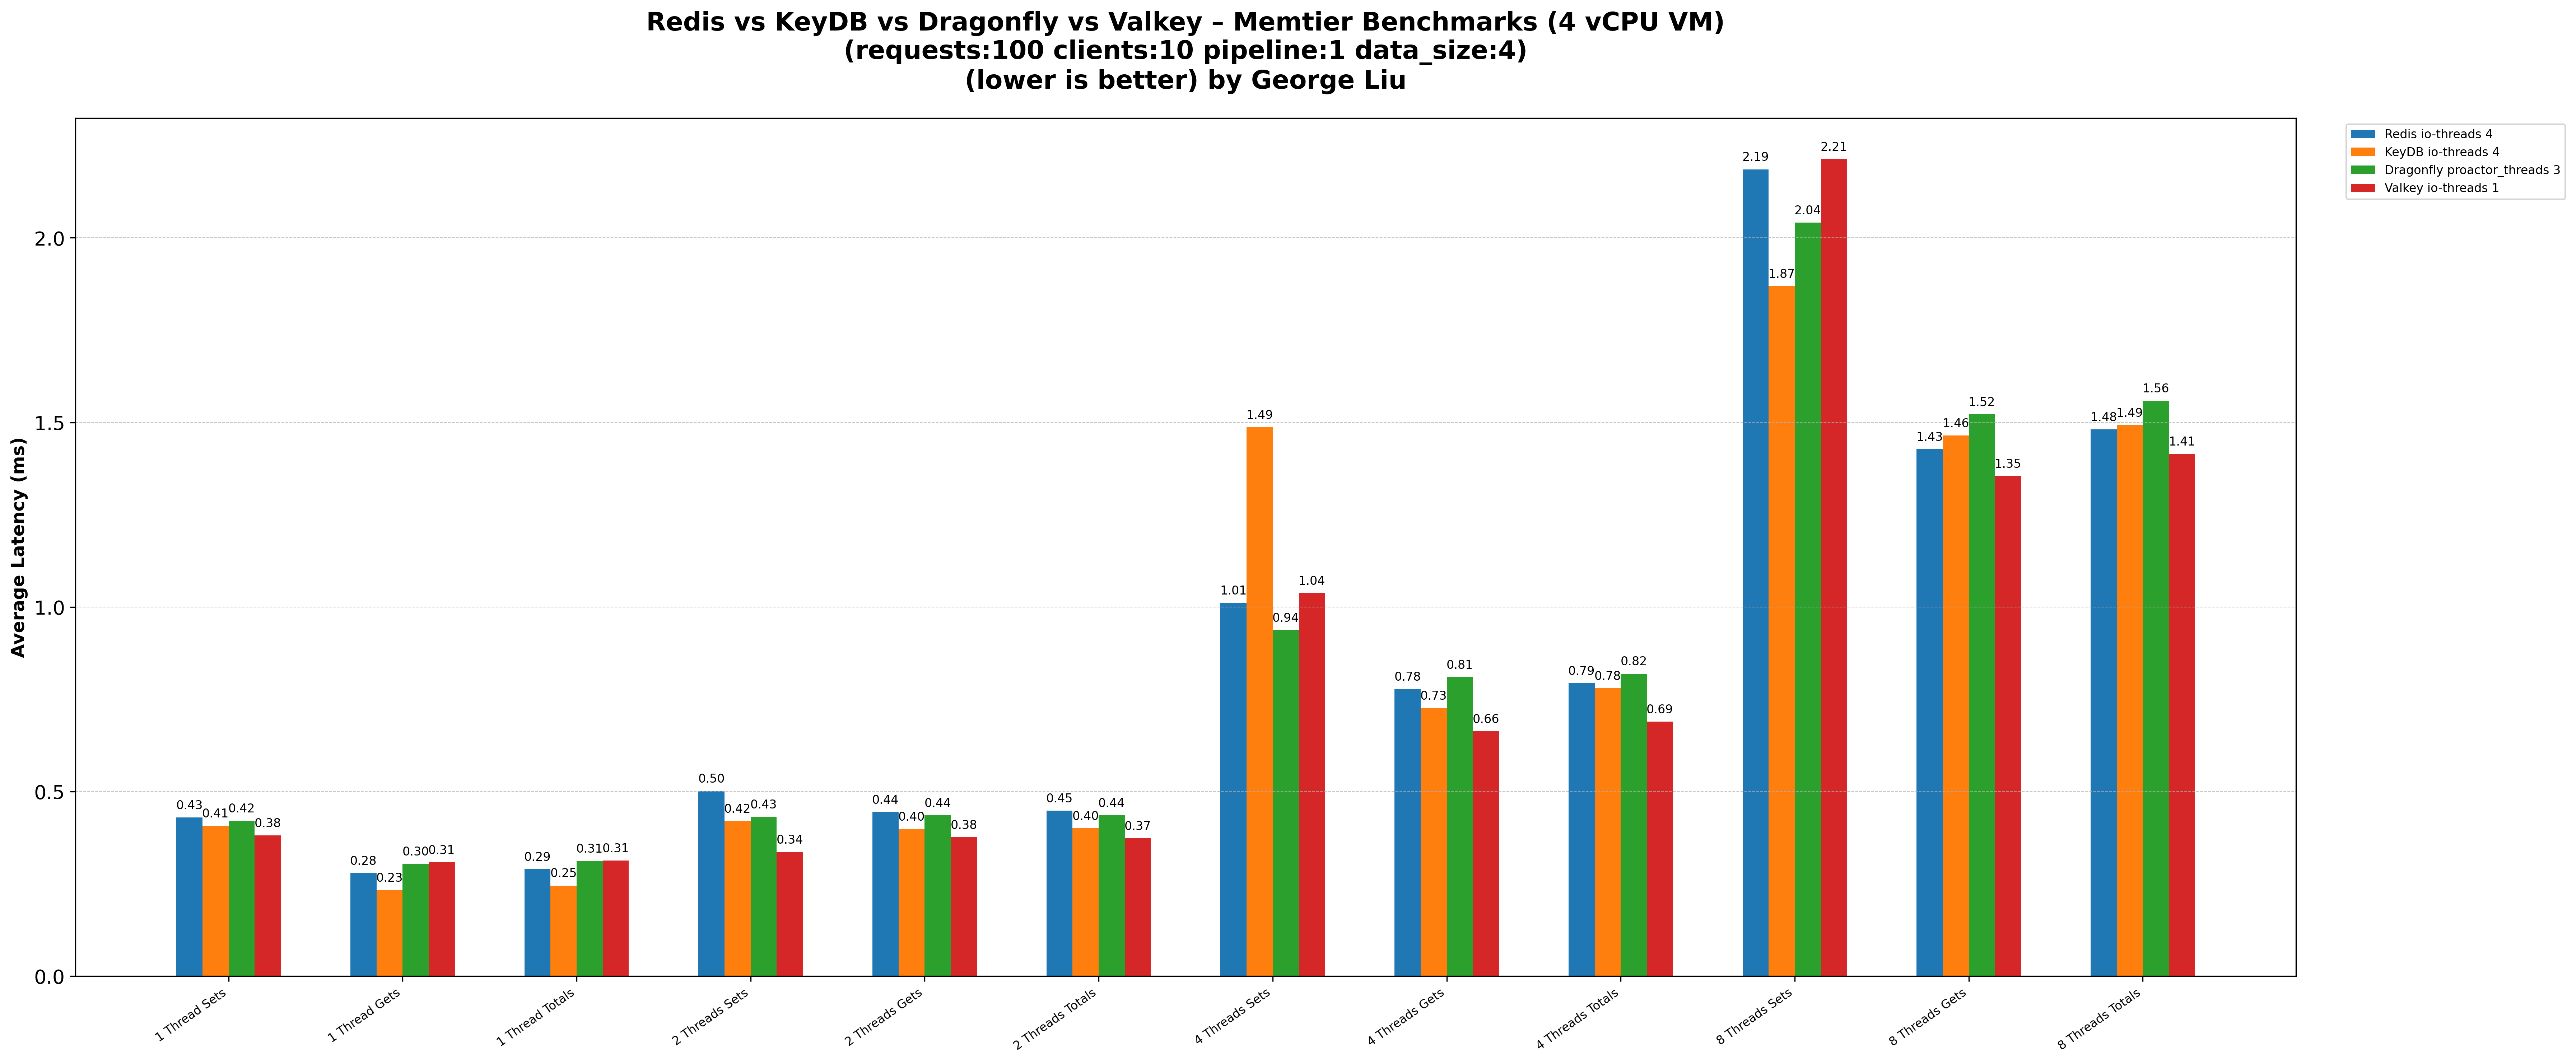 Redis vs KeyDB vs Dragonfly vs Valkey – Memtier Benchmarks (4 vCPU VM)
(requests:100 clients:10 pipeline:1 data_size:4)
(lower is better) by George Liu
Redis io-threads 4
KeyDB io-threads 4
Dragonfly proactor_threads 3
Valkey io-threads 1
Average Latency (ms)
2.0
1.5
1.0
0.5
0.0
0.43 0.41 0.42 0.38
0.28 0.23 0.30 0.31
0.29 0.25 0.31 0.31
0.50 0.42 0.43 0.34
0.44 0.40 0.44 0.38
0.45 0.40 0.44 0.37
1.01 1.49 0.94 1.04
0.78 0.73 0.81 0.66
0.79 0.78 0.82 0.69
2.19 1.87 2.04 2.21
1.43 1.46 1.52 1.35
1.48 1.49 1.56 1.41
1 Thread Sets
1 Thread Gets
1 Thread Totals
2 Threads Sets
2 Threads Gets
2 Threads Totals
4 Threads Sets
4 Threads Gets
4 Threads Totals
8 Threads Sets
8 Threads Gets
8 Threads Totals